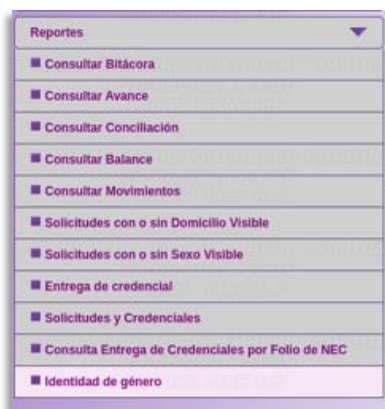 Reportes
Consultar Bitácora
Consultar Avance
Consultar Conciliación
Consultar Balance
Consultar Movimientos
Solicitudes con o sin Domicilio Visible
Solicitudes con o sin Sexo Visible
Entrega de credencial
Solicitudes y Credenciales
Consulta Entrega de Credenciales por Folio de NEC
Identidad de género